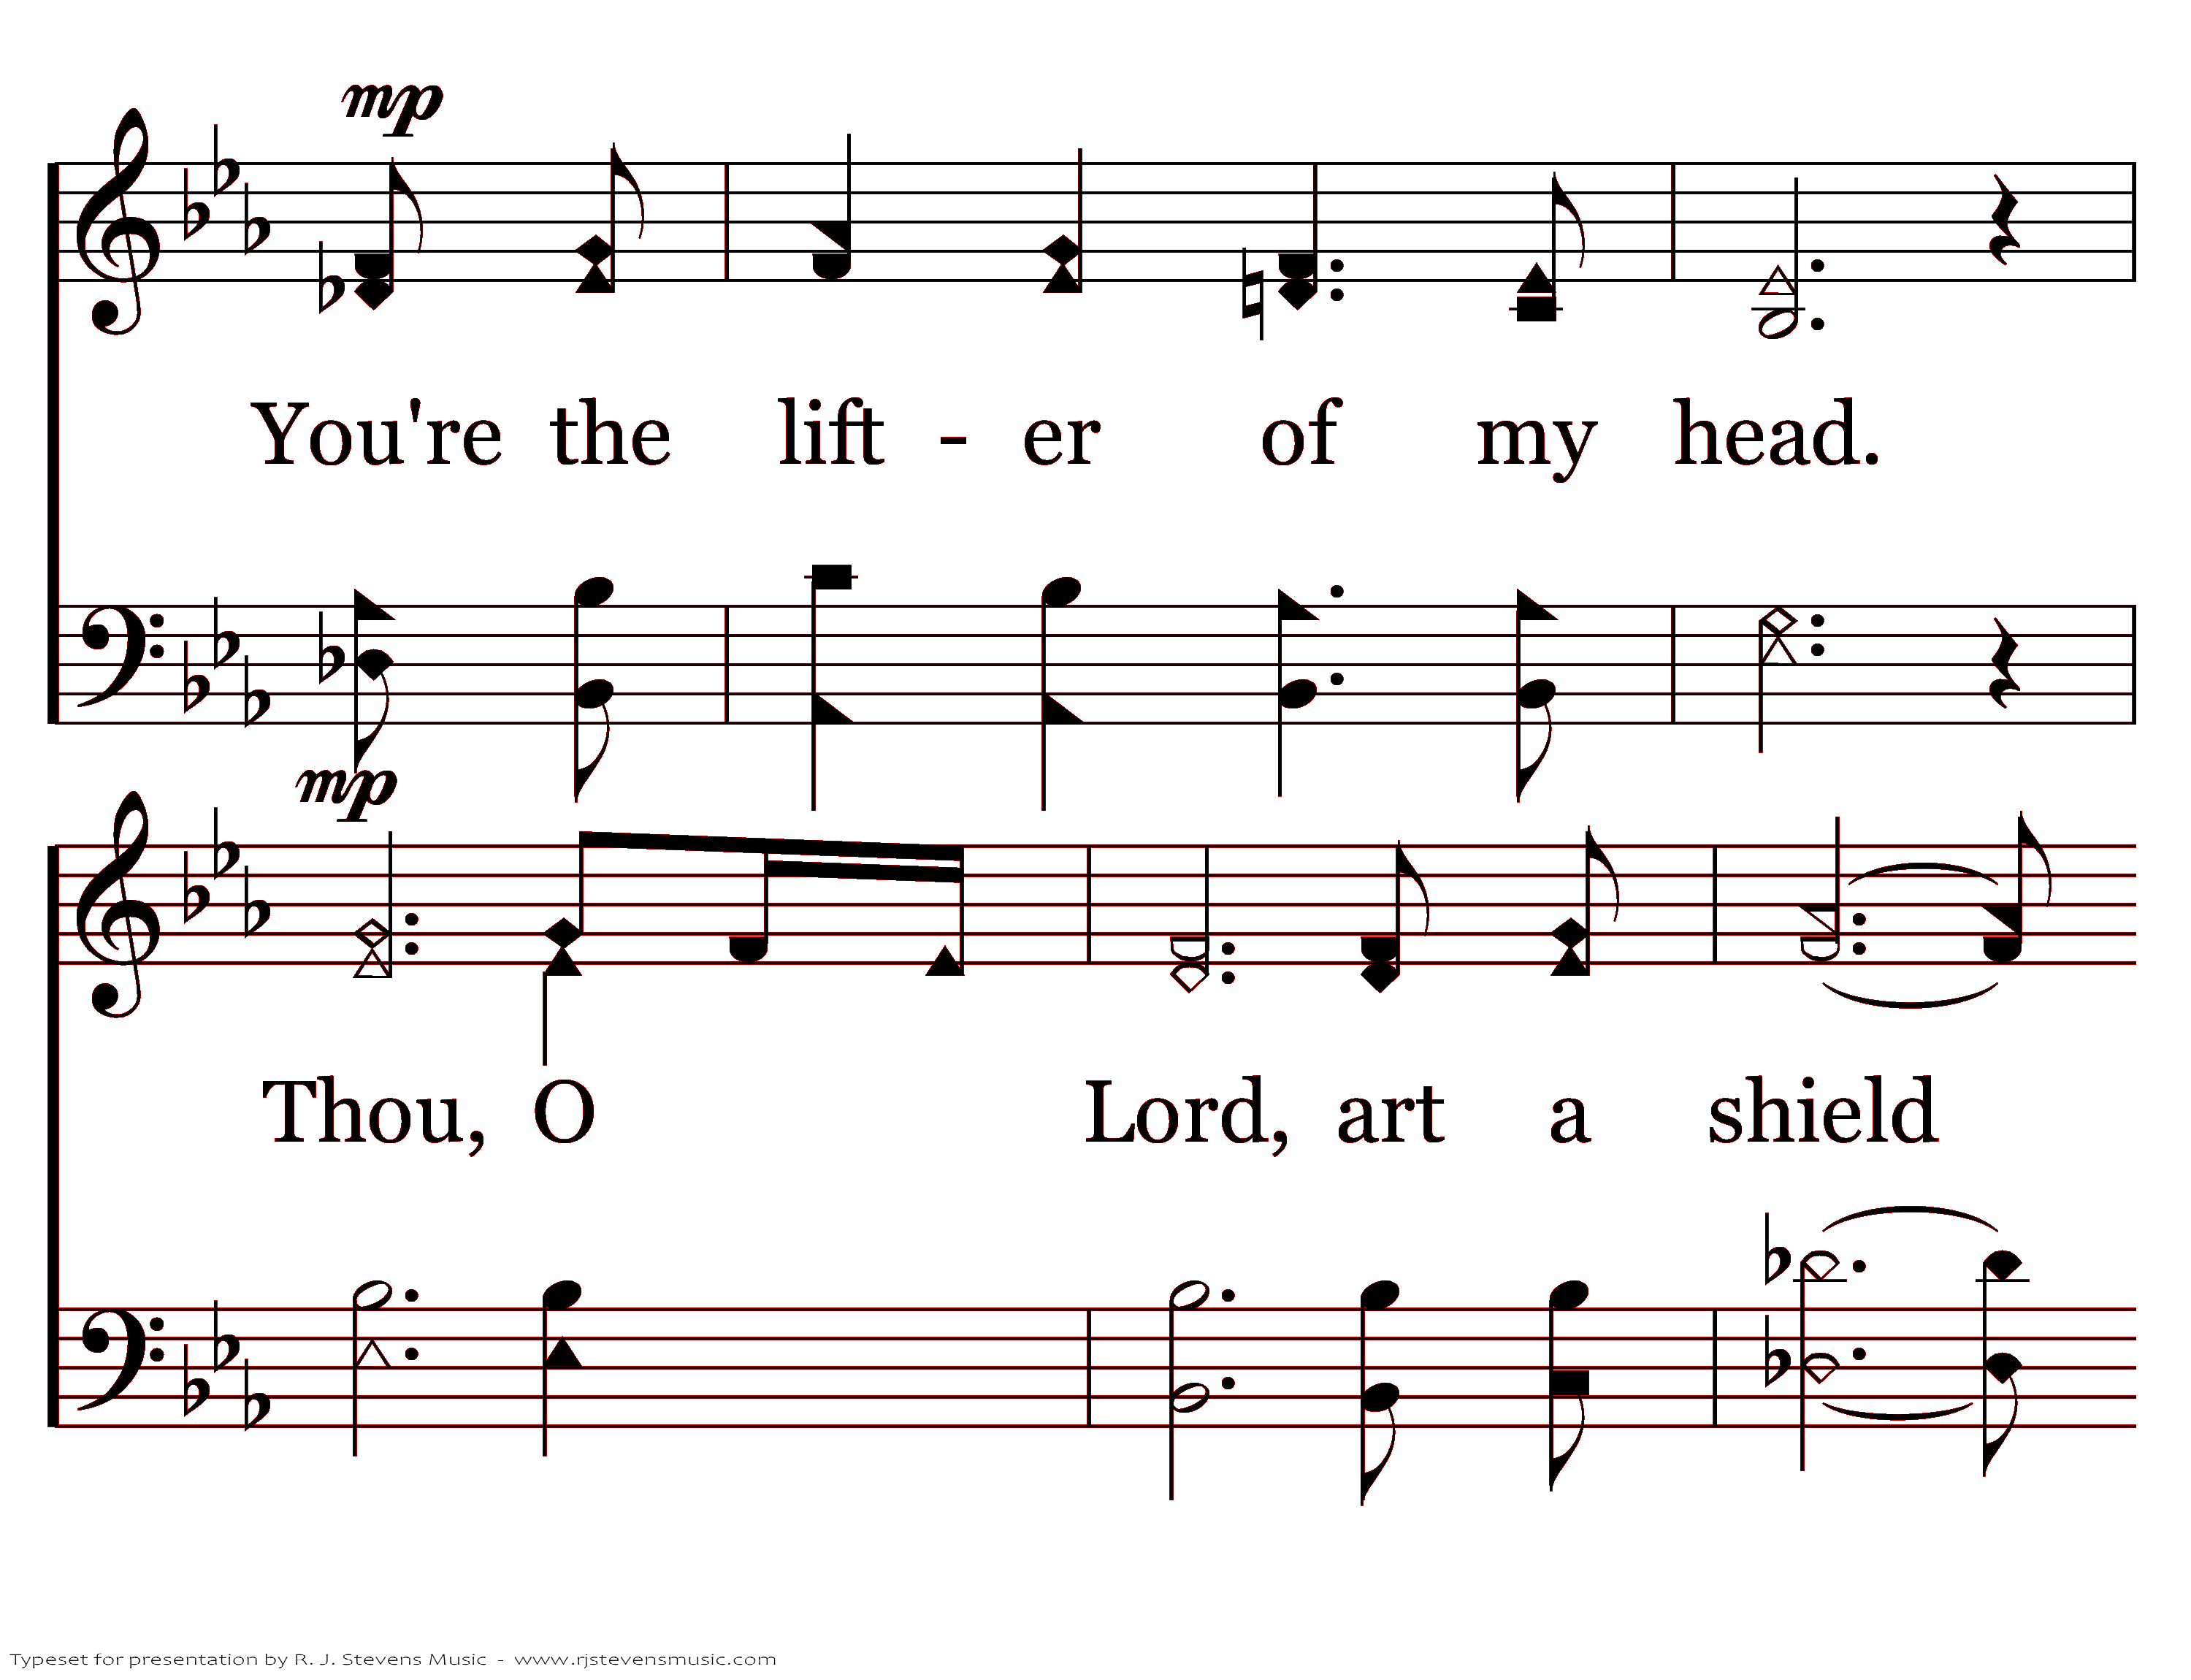 mp
You're the lift - er of my head.
mp
Thou, O Lord, art a shield
Typeset for presentation by R. J. Stevens Music - www.rjstevensmusic.com